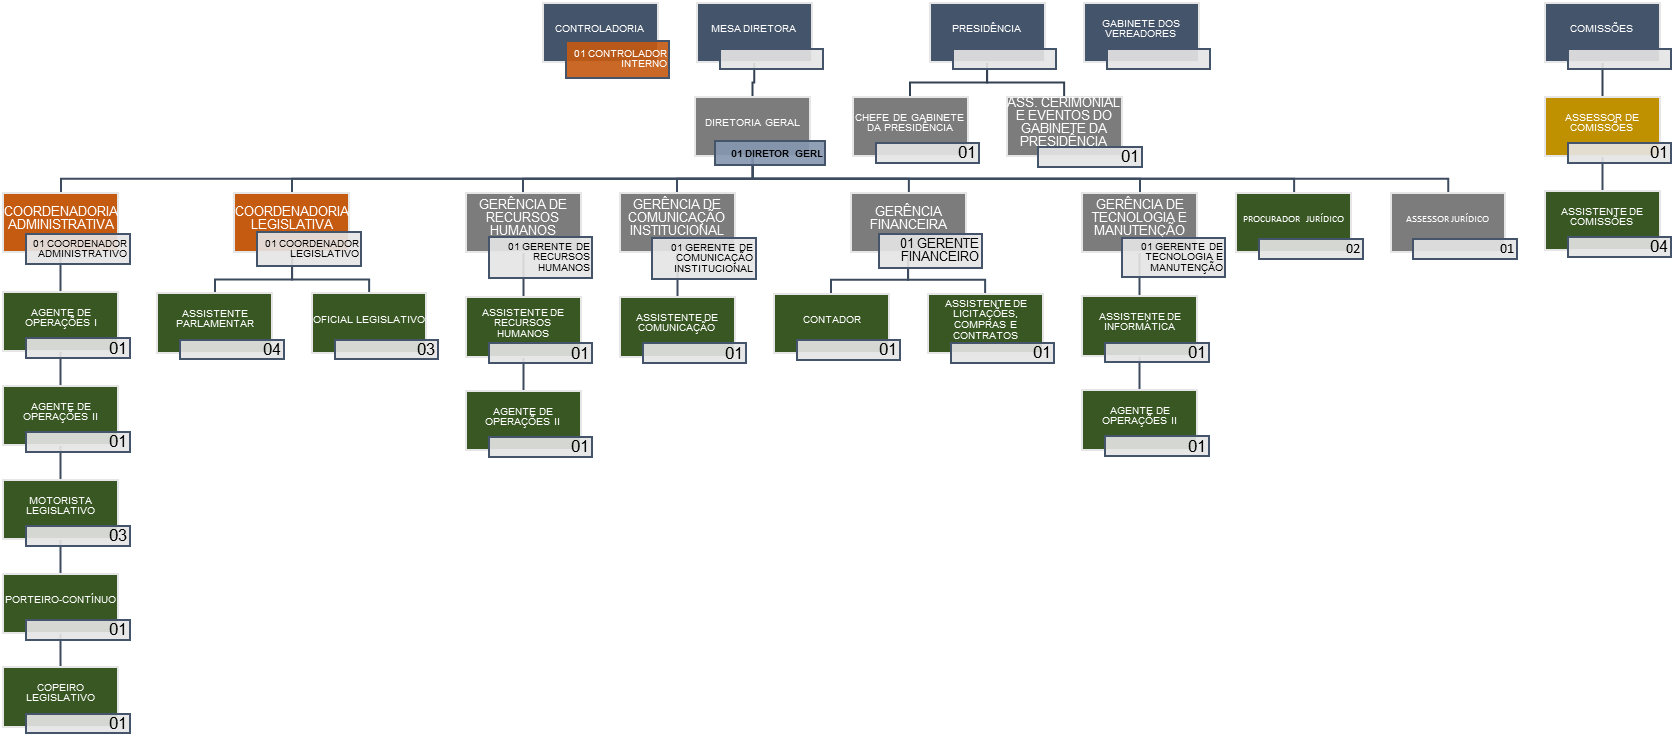 CONTROLADORIA
01 CONTROLADOR
INTERNO
MESA DIRETORA
PRESIDÊNCIA
GABINETE DOS
VEREADORES
COMISSÕES
DIRETORIA GERAL
01 DIRETOR GERL
CHEFE DE GABINETE
DA PRESIDÊNCIA
01
ASS. CERIMONIAL
E EVENTOS DO
GABINETE DA
PRESIDÊNCIA
01
ASSESSOR DE
COMISSÕES
01
COORDENADORIA
ADMINISTRATIVA
01 COORDENADOR
ADMINISTRATIVO
COORDENADORIA
LEGISLATIVA
01 COORDENADOR
LEGISLATIVO
GERÊNCIA DE
RECURSOS
HUMANOS
01 GERENTE DE
RECURSOS
HUMANOS
GERÊNCIA DE
COMUNICAÇÃO
INSTITUCIONAL
01 GERENTE DE
COMUNICAÇÃO
INSTITUCIONAL
GERÊNCIA
FINANCEIRA
01 GERENTE
FINANCEIRO
GERÊNCIA DE
TECNOLOGIA E
MANUTENÇÃO
01 GERENTE DE
TECNOLOGIA E
MANUTENÇÃO
PROCURADOR JURÍDICO
02
ASSESSOR JURÍDICO
01
ASSISTENTE DE
COMISSÕES
04
AGENTE DE
OPERAÇÕES I
01
ASSISTENTE
PARLAMENTAR
04
OFICIAL LEGISLATIVO
03
ASSISTENTE DE
RECURSOS
HUMANOS
01
ASSISTENTE DE
COMUNICAÇÃO
01
CONTADOR
01
ASSISTENTE DE
LICITAÇÕES,
COMPRAS E
CONTRATOS
01
ASSISTENTE DE
INFORMÁTICA
01
AGENTE DE
OPERAÇÕES II
01
AGENTE DE
OPERAÇÕES II
01
AGENTE DE
OPERAÇÕES II
01
MOTORISTA
LEGISLATIVO
03
PORTEIRO-CONTÍNUO
01
COPEIRO
LEGISLATIVO
01